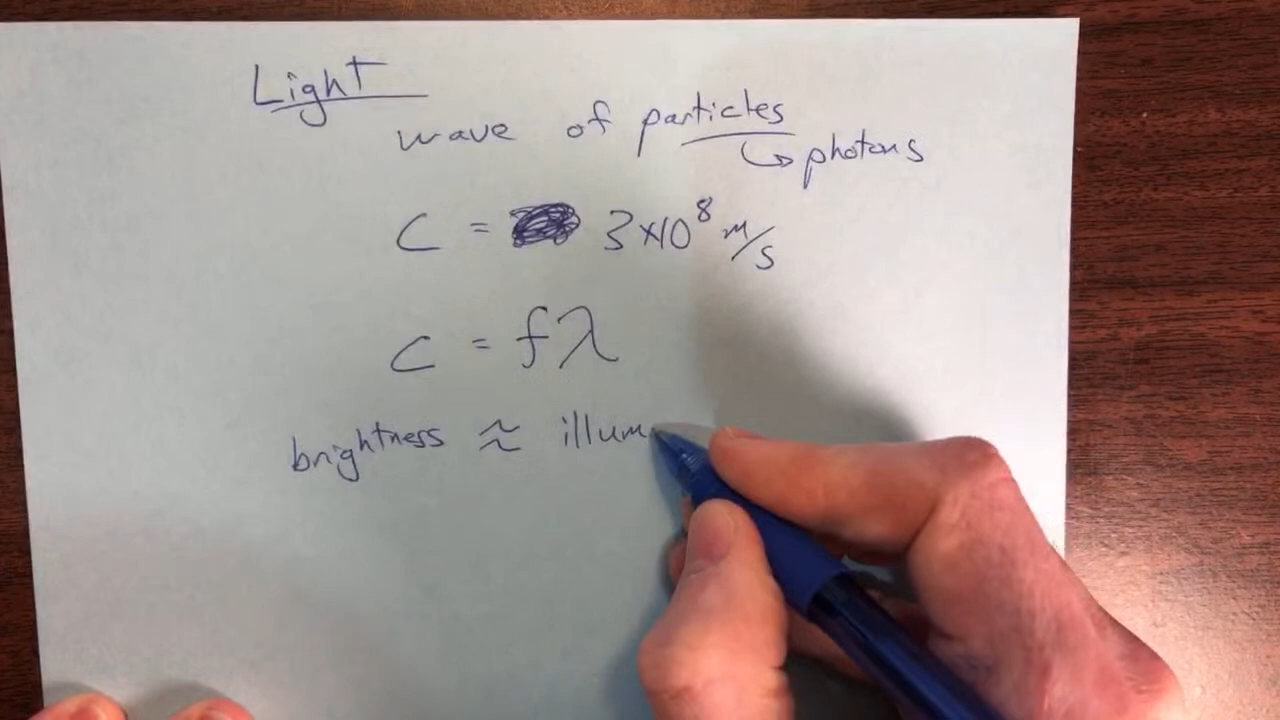 Light
wave of particles
↳ photons
C = 3×10⁸ m/s
C = fλ
brightness ≈ illum